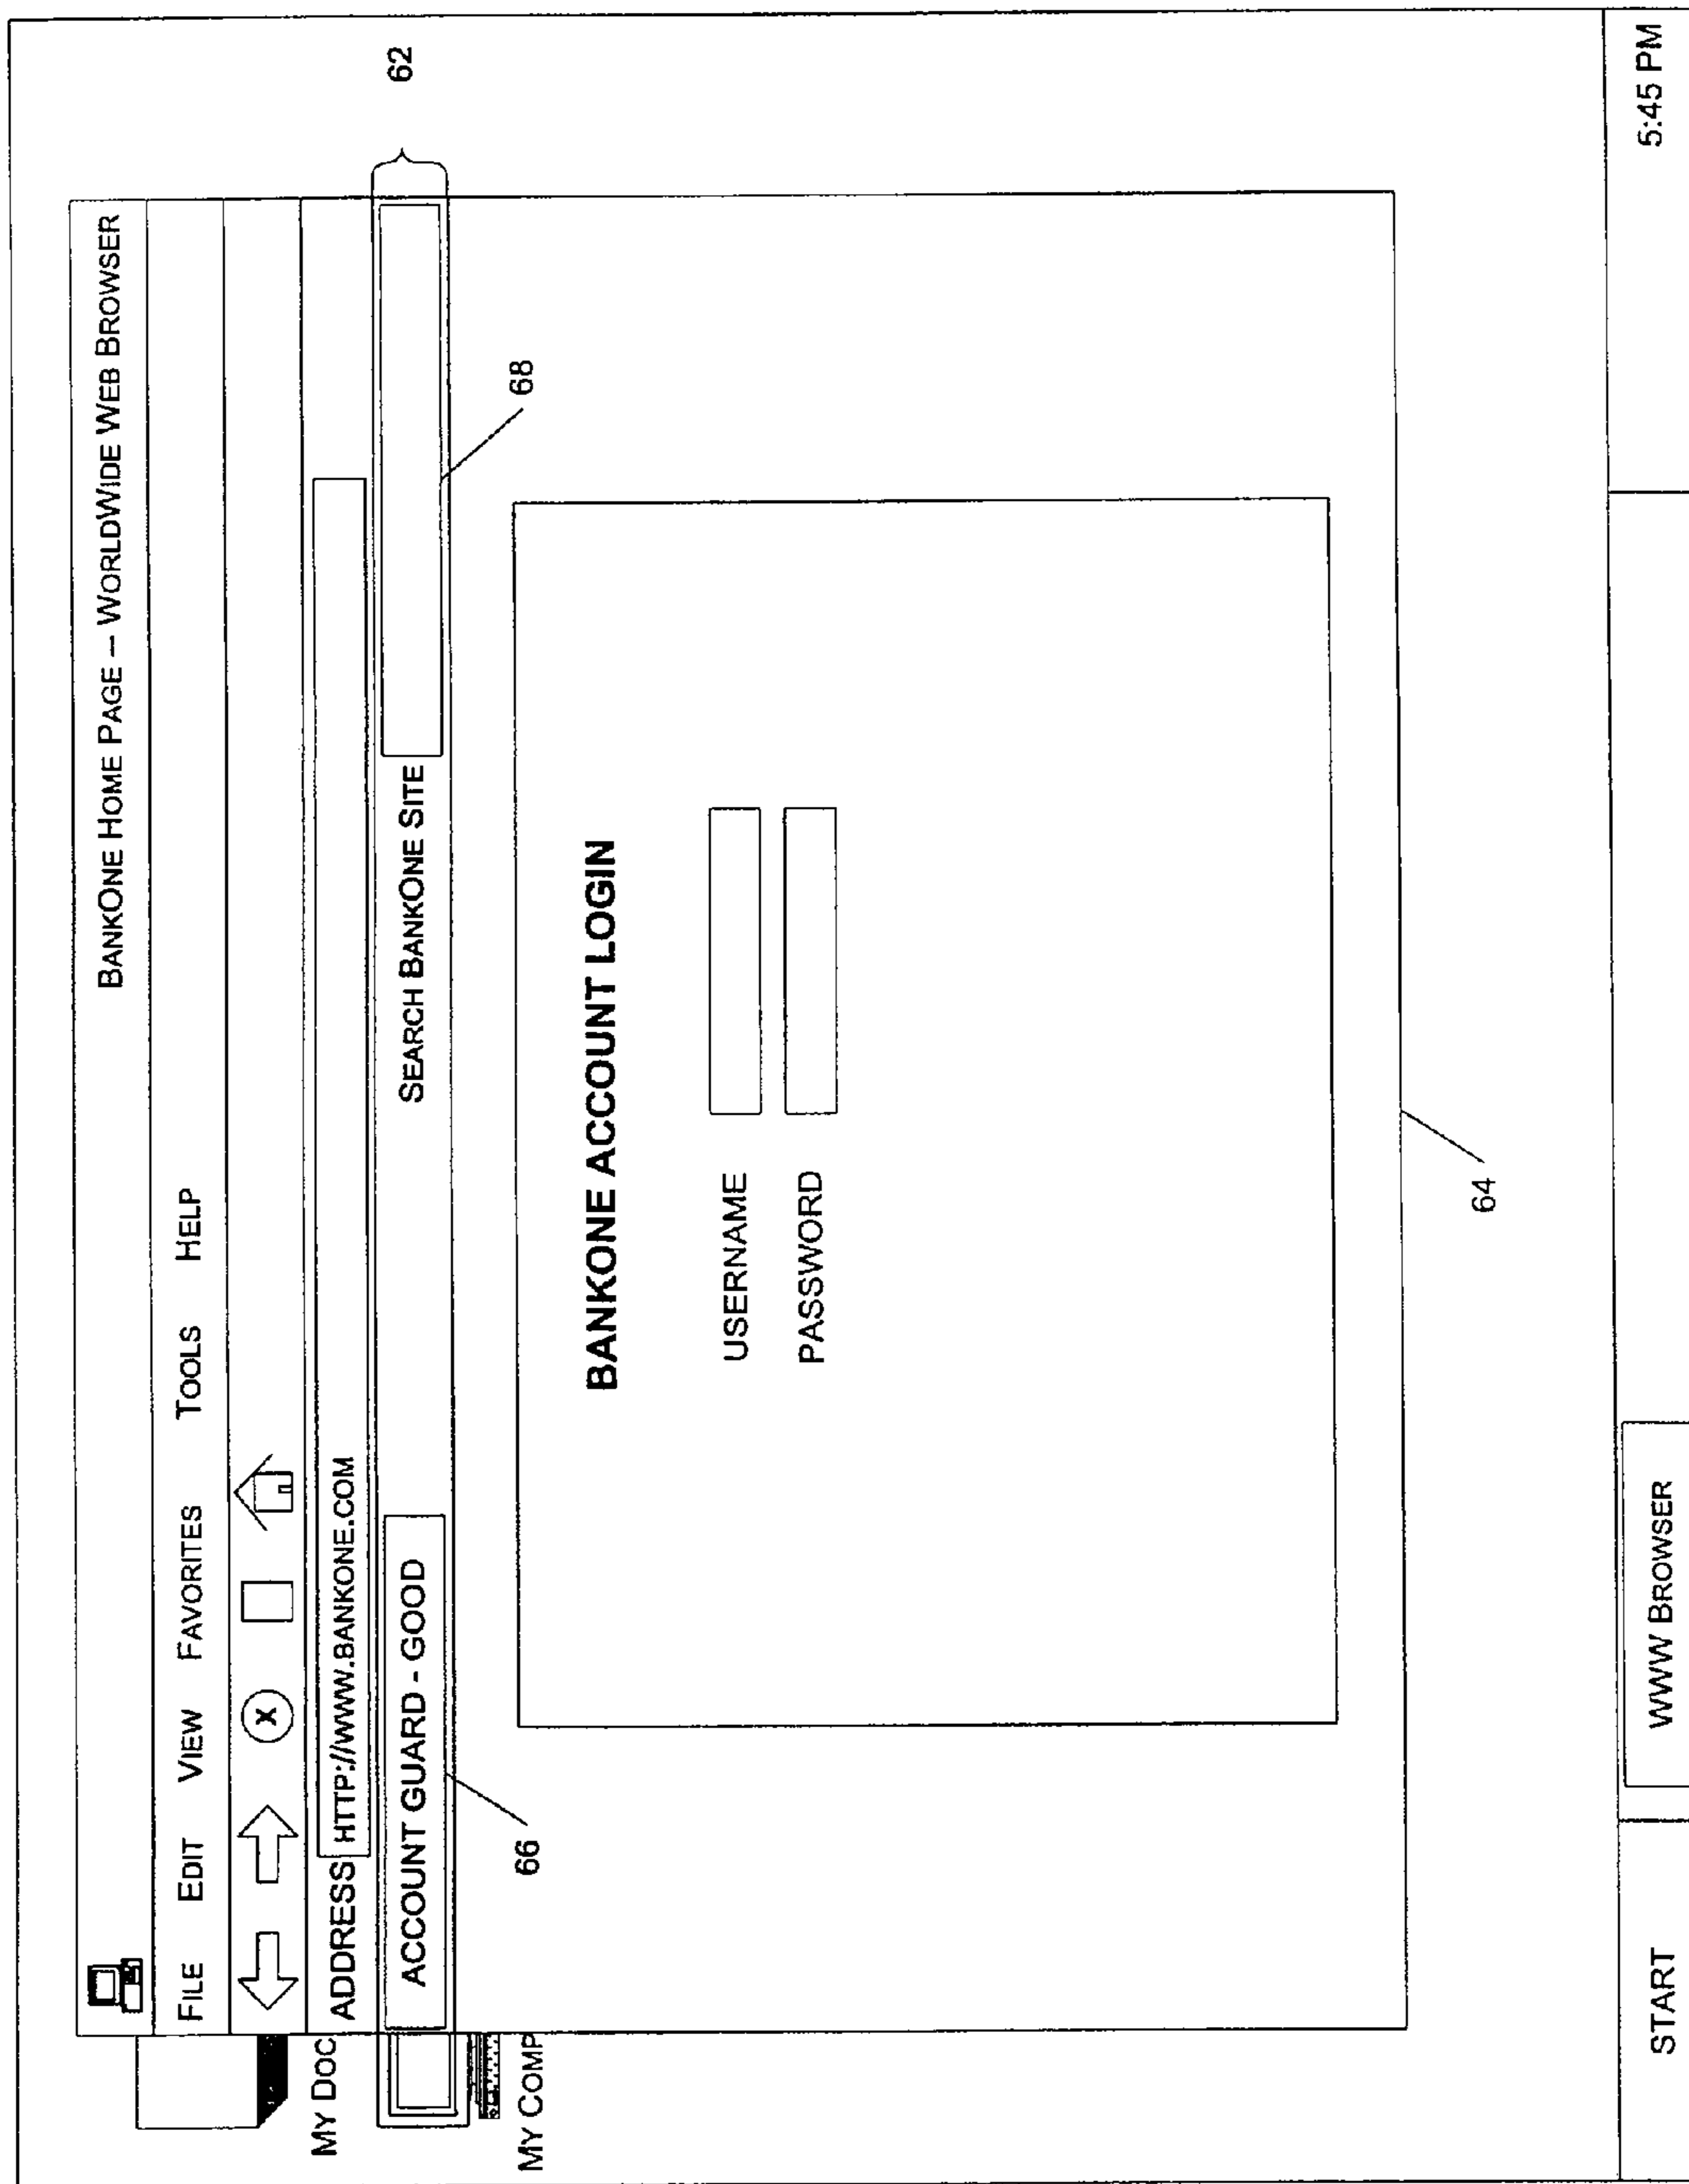 BANKONE HOME PAGE – WORLDWIDE WEB BROWSER
FILE EDIT VIEW FAVORITES TOOLS HELP
X
MY DOC
ADDRESS HTTP://WWW.BANKONE.COM
ACCOUNT GUARD - GOOD SEARCH BANKONE SITE
62
MY COMP
66
68
BANKONE ACCOUNT LOGIN
USERNAME
PASSWORD
64
START WWW BROWSER 5:45 PM